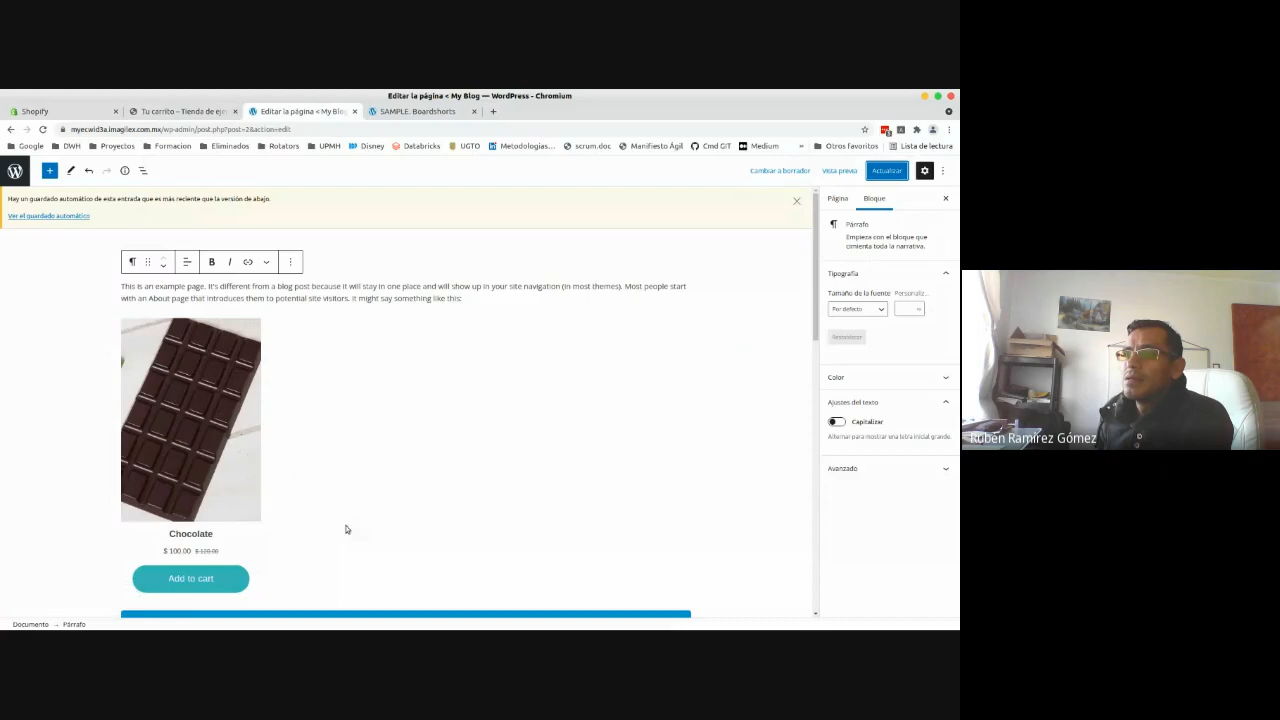 Editar la página < My Blog — WordPress - Chromium
Shopify
Tu carrito – Tienda de eje
Editar la página < My Blog
SAMPLE. Boardshorts
myecwid3a.imagilex.com.mx/wp-admin/post.php?post=2&action=edit
Google DWH Proyectos Formacion Eliminados Rotators UPMH Disney Databricks UGTO Metodologias... scrum.doc Manifiesto Ágil Cmd GIT Medium » Otros favoritos Lista de lectura
Cambiar a borrador Vista previa Actualizar
Hay un guardado automático de esta entrada que es más reciente que la versión de abajo.
Ver el guardado automático
Página Bloque
Párrafo
Empieza con el bloque que
cimienta toda la narrativa.
B I
This is an example page. It's different from a blog post because it will stay in one place and will show up in your site navigation (in most themes). Most people start
with an About page that introduces them to potential site visitors. It might say something like this:
Tipografía
Tamaño de la fuente Personaliz...
Por defecto
Restablecer
Color
Ajustes del texto
Capitalizar
Alternar para mostrar una letra inicial grande.
Avanzado
Chocolate
$ 100.00 $ 120.00
Add to cart
Documento → Párrafo
Rubén Ramírez Gómez